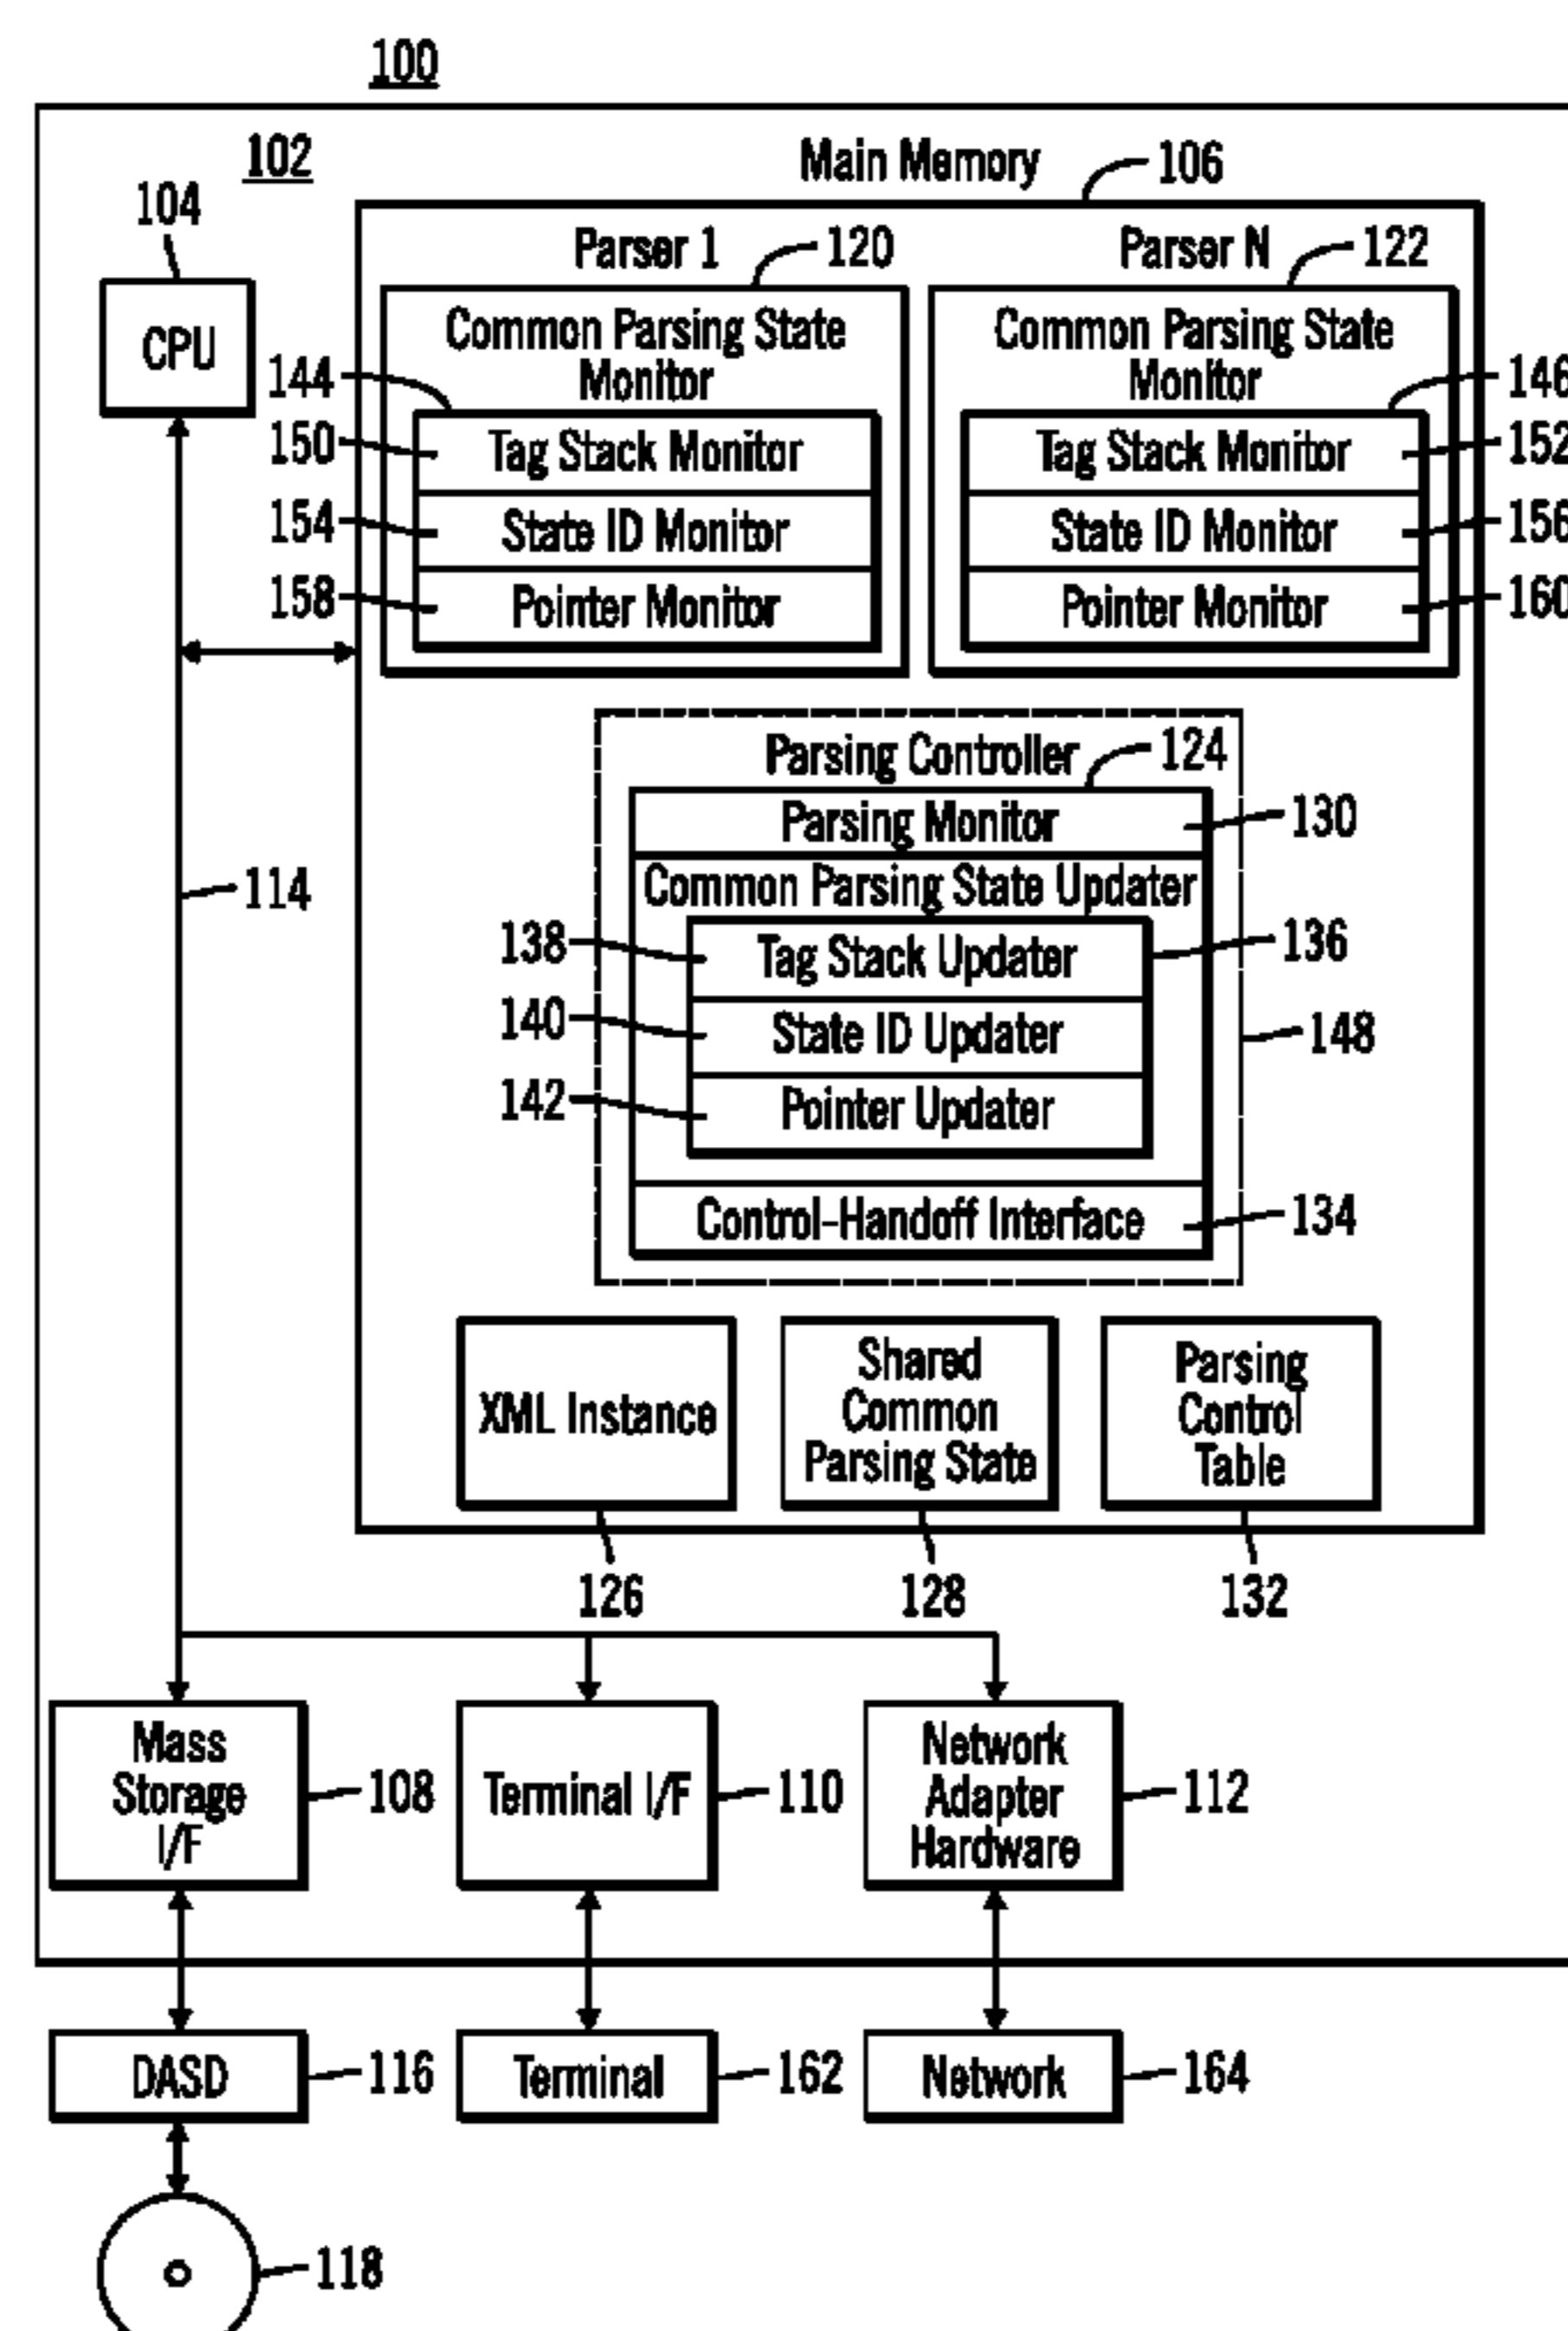 100
102
Main Memory
106
104
Parser 1
120
Parser N
122
CPU
Common Parsing State
Monitor
Common Parsing State
Monitor
144
146
150
Tag Stack Monitor
Tag Stack Monitor
152
154
State ID Monitor
State ID Monitor
156
158
Pointer Monitor
Pointer Monitor
160
Parsing Controller
124
Parsing Monitor
130
114
Common Parsing State Updater
138
Tag Stack Updater
136
140
State ID Updater
148
142
Pointer Updater
Control-Handoff Interface
134
XML Instance
Shared
Common
Parsing State
Parsing
Control
Table
126
128
132
Mass
Storage
I/F
108
Terminal I/F
110
Network
Adapter
Hardware
112
DASD
116
Terminal
162
Network
164
118